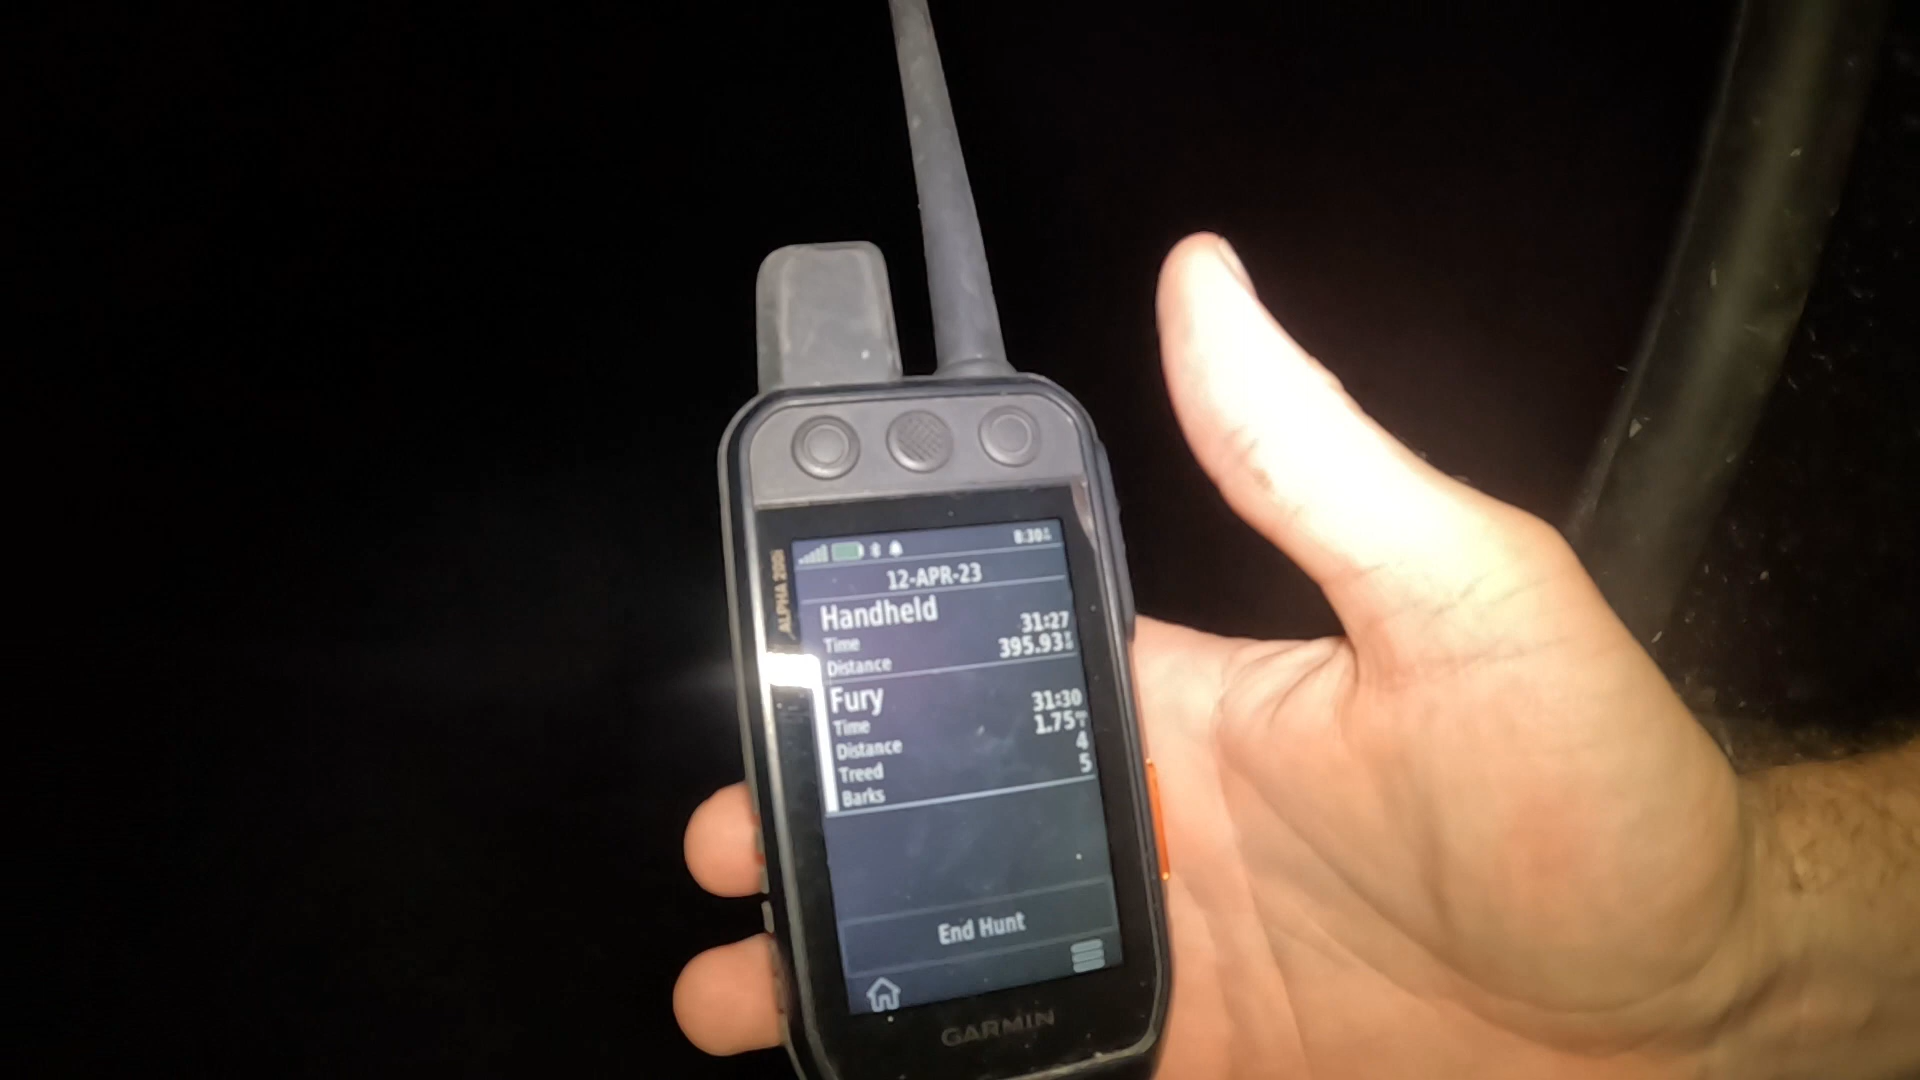 ALPHA 200i
8:30
12-APR-23
Handheld
Time 31:27
Distance 395.93
Fury
Time 31:30
Distance 1.75
Treed 4
Barks 5
End Hunt
GARMIN